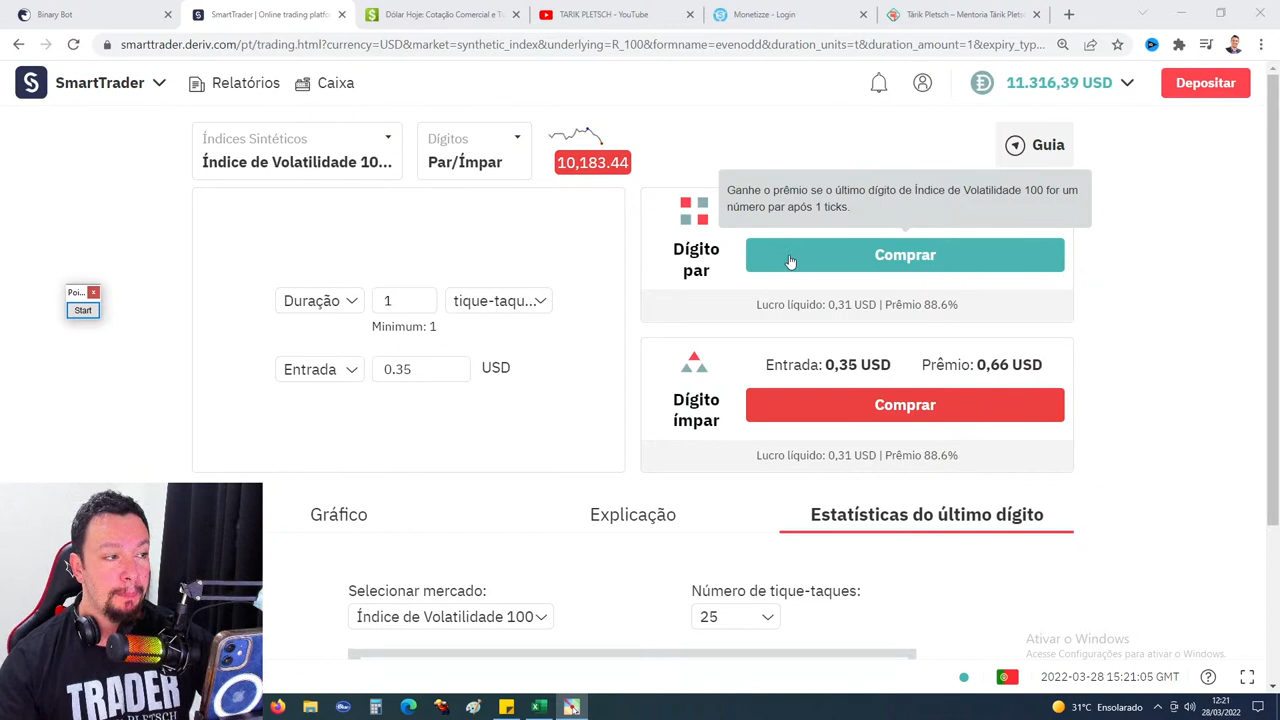 Binary Bot
SmartTrader | Online trading platfo
Dólar Hoje: Cotação Comercial e T
TARIK PLETSCH - YouTube
Monetizze - Login
Tárik Pletsch – Mentoria Tárik Plets
smarttrader.deriv.com/pt/trading.html?currency=USD&market=synthetic_index&underlying=R_100&formname=evenodd&duration_units=t&duration_amount=1&expiry_typ...
S SmartTrader
Relatórios
Caixa
11.316,39 USD
Depositar
Índices Sintéticos
Índice de Volatilidade 10...
Dígitos
Par/Ímpar
10,183.44
Guia
Ganhe o prêmio se o último dígito de Índice de Volatilidade 100 for um
número par após 1 ticks.
Dígito
par
Comprar
Lucro líquido: 0,31 USD | Prêmio 88.6%
Poi... x
Start
Duração
1
tique-taqu...
Minimum: 1
Entrada
0.35
USD
Entrada: 0,35 USD
Prêmio: 0,66 USD
Dígito
ímpar
Comprar
Lucro líquido: 0,31 USD | Prêmio 88.6%
Gráfico
Explicação
Estatísticas do último dígito
Selecionar mercado:
Índice de Volatilidade 100
Número de tique-taques:
25
Ativar o Windows
Acesse Configurações para ativar o Windows.
2022-03-28 15:21:05 GMT
TRADER
PLETSCH
31°C Ensolarado
12:21
28/03/2022